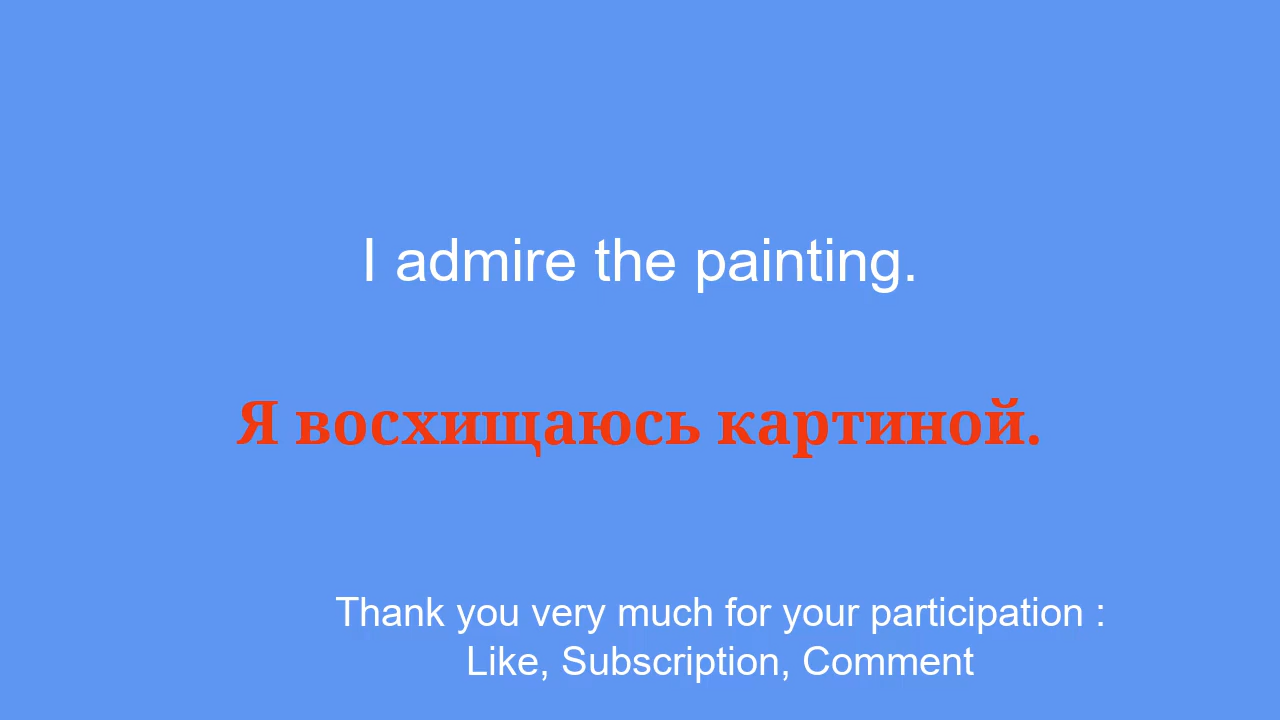 I admire the painting.
Я восхищаюсь картиной.
Thank you very much for your participation :
Like, Subscription, Comment